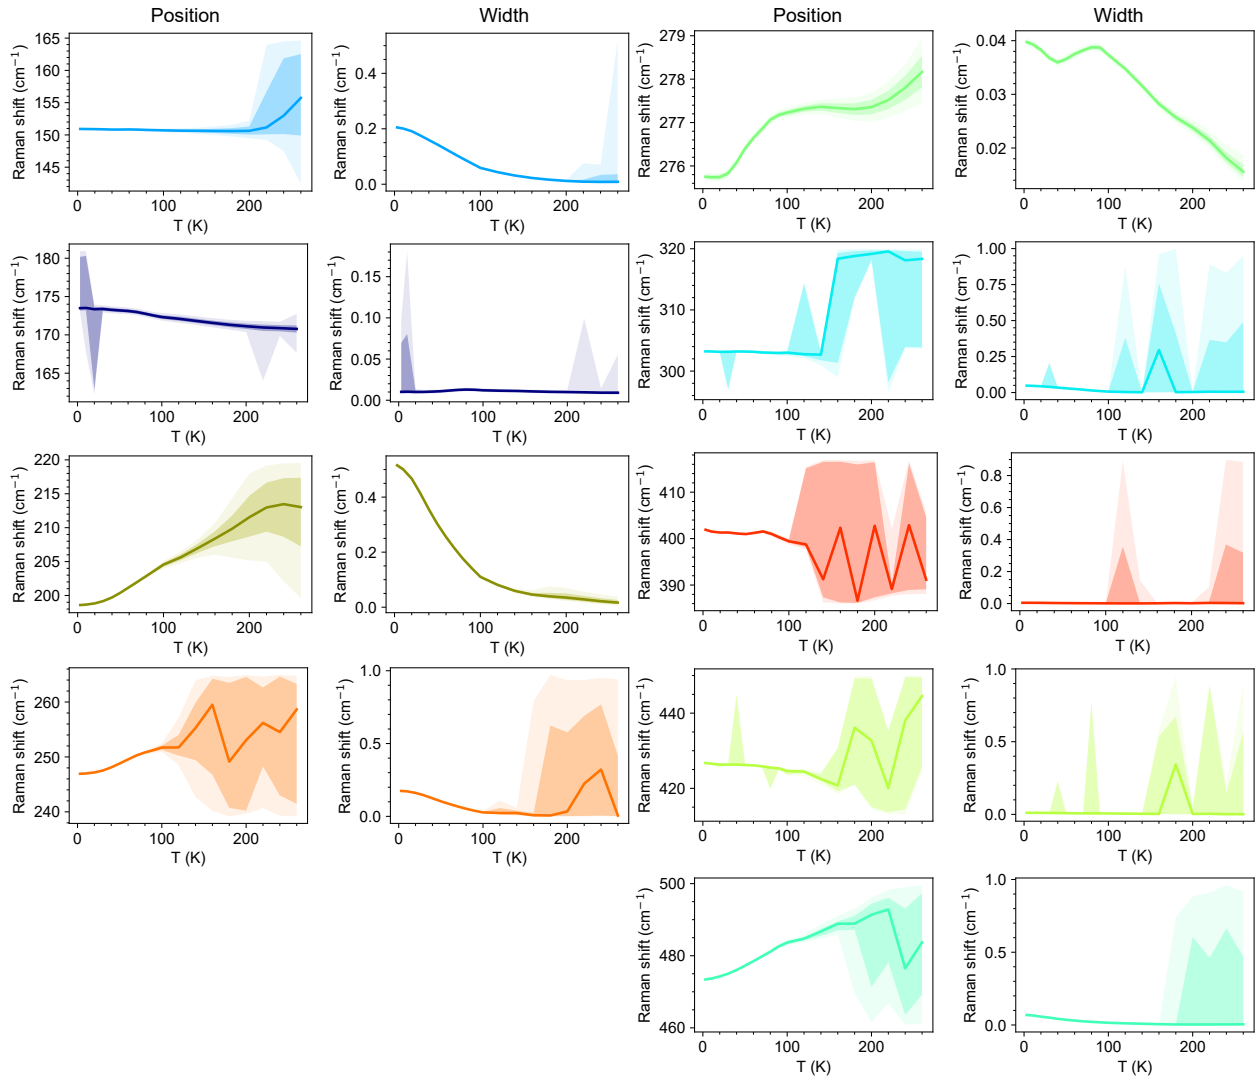 Position
Width
Position
Width
Raman shift (cm⁻¹)
165
160
155
150
145
0
200
T (K)
Raman shift (cm⁻¹)
0.4
0.2
0.0
0
200
T (K)
Raman shift (cm⁻¹)
279
278
277
276
0
200
T (K)
Raman shift (cm⁻¹)
0.04
0.03
0.02
0
200
T (K)
Raman shift (cm⁻¹)
180
175
170
165
0
100
200
T (K)
Raman shift (cm⁻¹)
0.15
0.10
0.05
0.00
0
100
200
T (K)
Raman shift (cm⁻¹)
320
300
0
100
200
T (K)
Raman shift (cm⁻¹)
1.00
0.75
0.50
0.25
0.00
0
100
200
T (K)
Raman shift (cm⁻¹)
220
215
210
205
200
0
100
200
T (K)
Raman shift (cm⁻¹)
0.4
0.2
0.0
0
100
200
T (K)
Raman shift (cm⁻¹)
410
400
390
0
100
200
T (K)
Raman shift (cm⁻¹)
0.8
0.6
0.4
0.2
0.0
0
100
200
T (K)
Raman shift (cm⁻¹)
260
250
240
0
100
200
T (K)
Raman shift (cm⁻¹)
1.0
0.5
0.0
0
100
200
T (K)
Raman shift (cm⁻¹)
440
420
0
100
200
T (K)
Raman shift (cm⁻¹)
1.0
0.5
0.0
0
100
200
T (K)
Raman shift (cm⁻¹)
500
480
460
0
100
200
T (K)
Raman shift (cm⁻¹)
1.0
0.5
0.0
0
100
200
T (K)